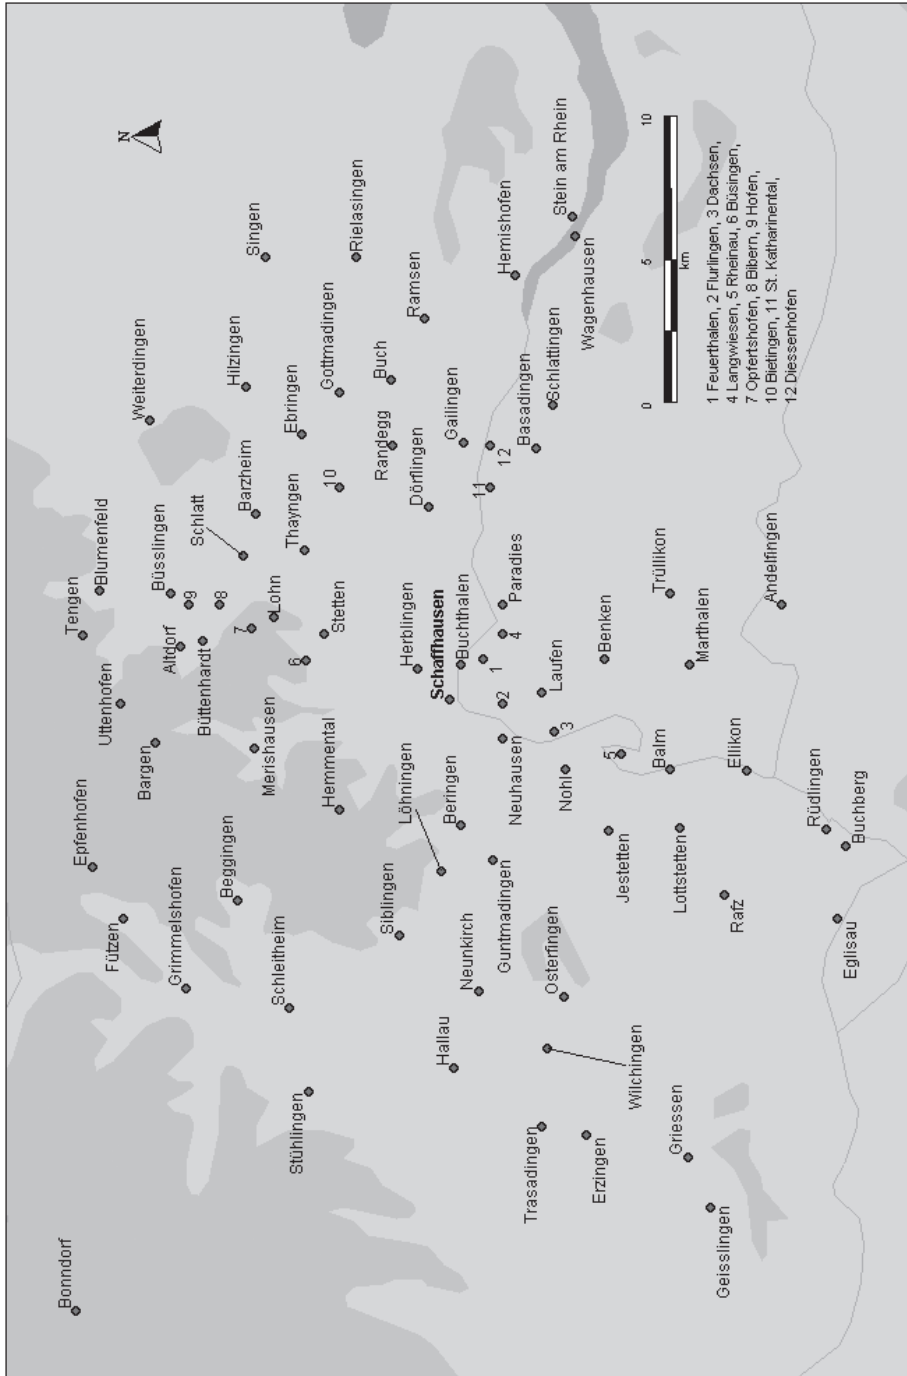 Bonndorf
Epfenhofen
Fützen
Grimmelshofen
Beggingen
Schleitheim
Stühlingen
Uttenhofen
Bargen
Tengen
Blumenfeld
Altdorf
Büsslingen
9
Büttenhardt
8
Merishausen
7
Lohn
Schlatt
Weiterdingen
N
Hilzingen
Singen
Barzheim
Ebringen
Thayngen
6
Stetten
10
Gottmadingen
Rielasingen
Hemmental
Löhningen
Siblingen
Herblingen
Randegg
Buch
Ramsen
Dörflingen
Gailingen
Hallau
Neunkirch
Beringen
Schaffhausen
Buchthalen
1
Guntmadingen
Neuhausen
2
4
Paradies
11
12
Basadingen
Schlattingen
Hemishofen
Stein am Rhein
Wagenhausen
Trasadingen
Wilchingen
Osterfingen
Erzingen
Nohl
3
Laufen
Benken
5
Jestetten
Balm
Trüllikon
Lottstetten
Marthalen
Griessen
Geisslingen
Rafz
Ellikon
Andelfingen
Rüdlingen
Buchberg
Eglisau
0
5
10
km
1 Feuerthalen, 2 Flurlingen, 3 Dachsen,
4 Langwiesen, 5 Rheinau, 6 Büsingen,
7 Opfertshofen, 8 Bibern, 9 Hofen,
10 Bietingen, 11 St. Katharinental,
12 Diessenhofen